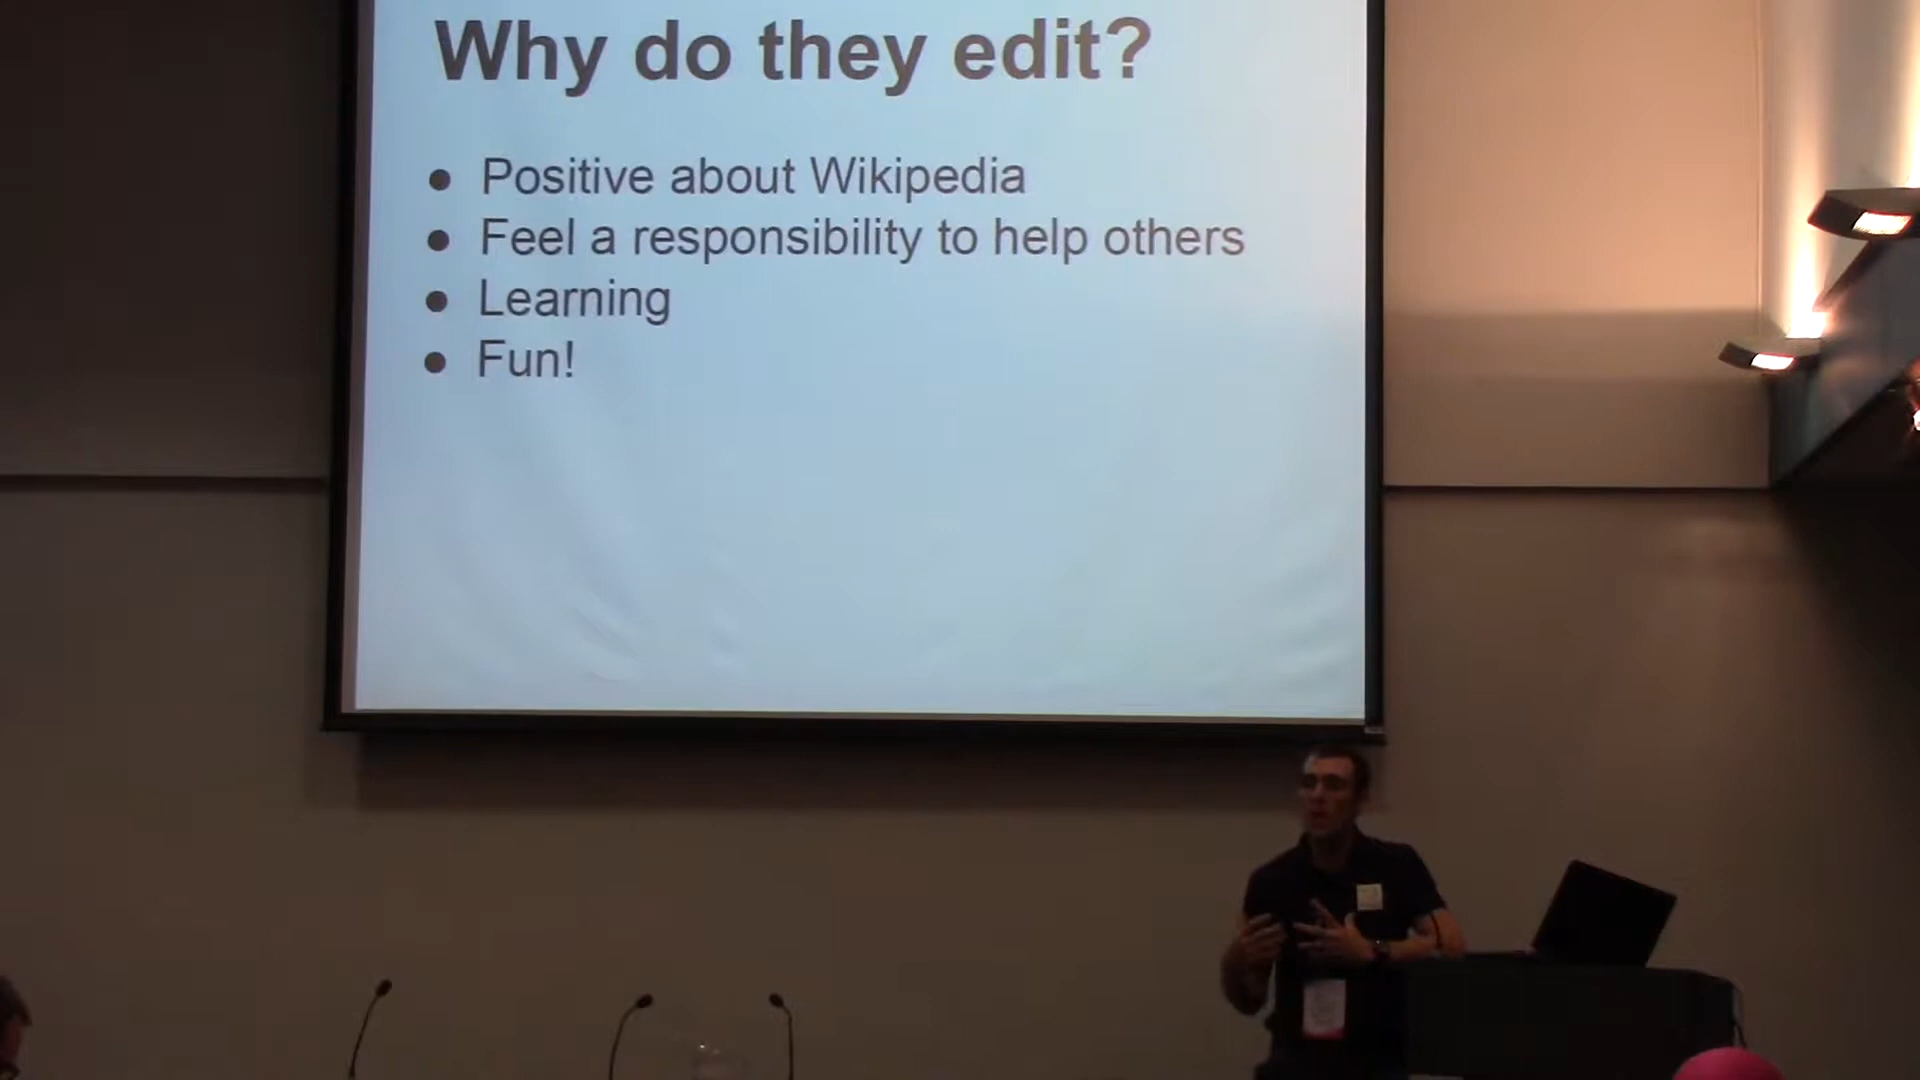 Why do they edit?
● Positive about Wikipedia
● Feel a responsibility to help others
● Learning
● Fun!